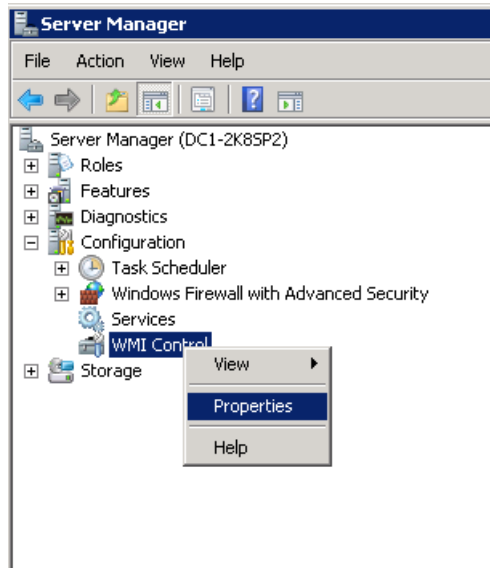 Server Manager
File Action View Help
Server Manager (DC1-2K8SP2)
Roles
Features
Diagnostics
Configuration
Task Scheduler
Windows Firewall with Advanced Security
Services
WMI Control
View
Storage
Properties
Help